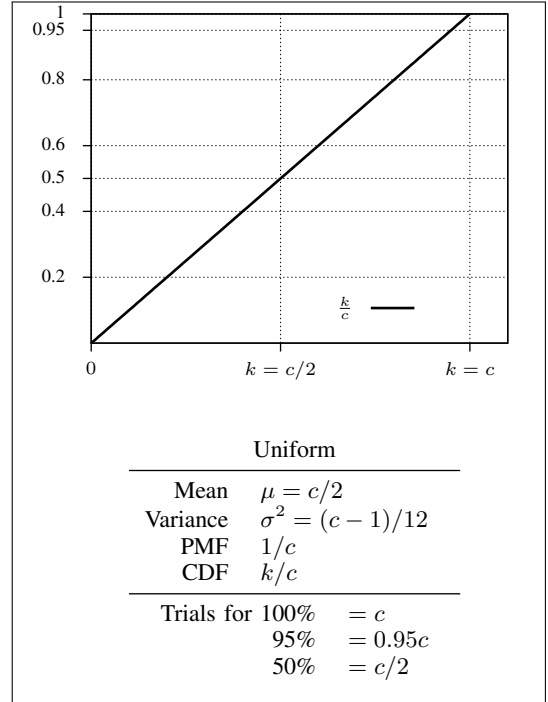 1
0.95
0.8
0.6
0.5
0.4
0.2
k/c
0 k = c/2 k = c
Uniform
Mean μ = c/2
Variance σ² = (c − 1)/12
PMF 1/c
CDF k/c
Trials for 100% = c
95% = 0.95c
50% = c/2